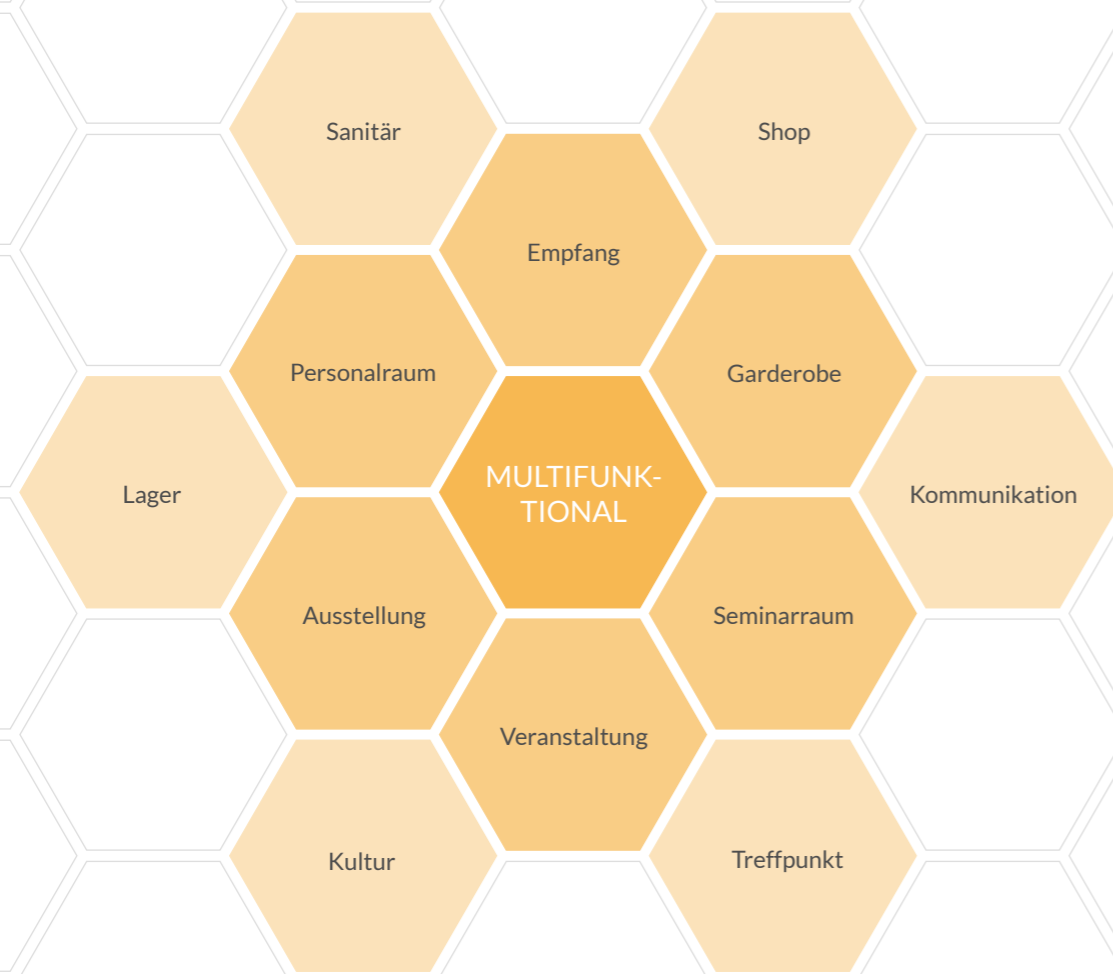 Sanitär
Shop
Empfang
Personalraum
Garderobe
MULTIFUNK-
TIONAL
Lager
Kommunikation
Ausstellung
Seminarraum
Veranstaltung
Kultur
Treffpunkt